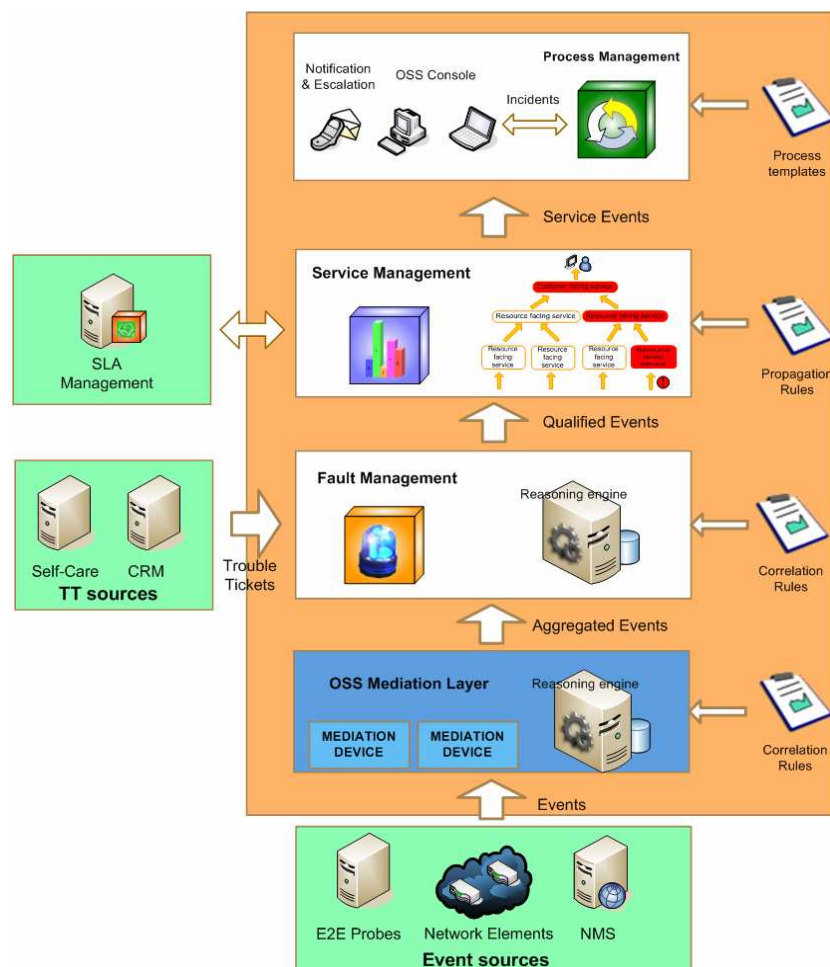 Process Management
Notification
& Escalation
OSS Console
Incidents
Process
templates
Service Events
Service Management
Customer facing service
Resource facing service
Resource facing service
Resource
facing
service
Resource
facing
service
Resource
facing
service
Resource
facing
service
SLA
Management
Propagation
Rules
Qualified Events
Fault Management
Reasoning engine
Self-Care
CRM
TT sources
Trouble
Tickets
Correlation
Rules
Aggregated Events
OSS Mediation Layer
Reasoning engine
MEDIATION
DEVICE
MEDIATION
DEVICE
Correlation
Rules
Events
E2E Probes
Network Elements
NMS
Event sources